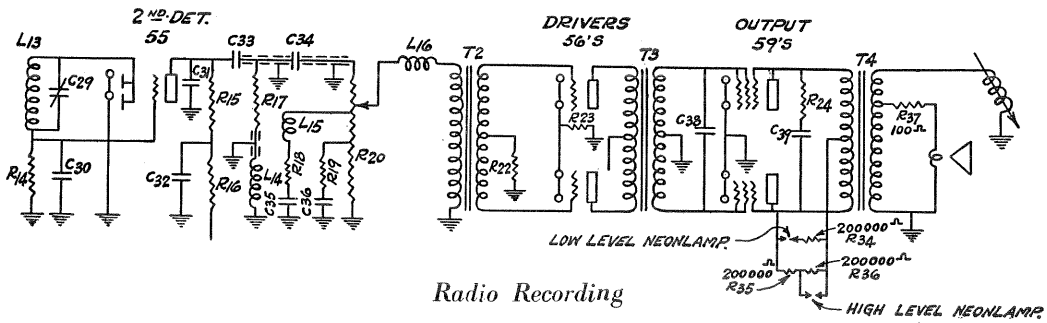 2ND. DET.
55
DRIVERS
56'S
OUTPUT
59'S
L13
C29
C31
C33
C34
L16
T2
T3
T4
R15
R17
L15
R23
C38
R24
C39
R37
100Ω
R14
C30
C32
R16
L14
C35
R18
C36
R19
R20
R22
LOW LEVEL NEONLAMP.
200000Ω
R34
200000Ω
R35
200000Ω
R36
HIGH LEVEL NEONLAMP.
Radio Recording